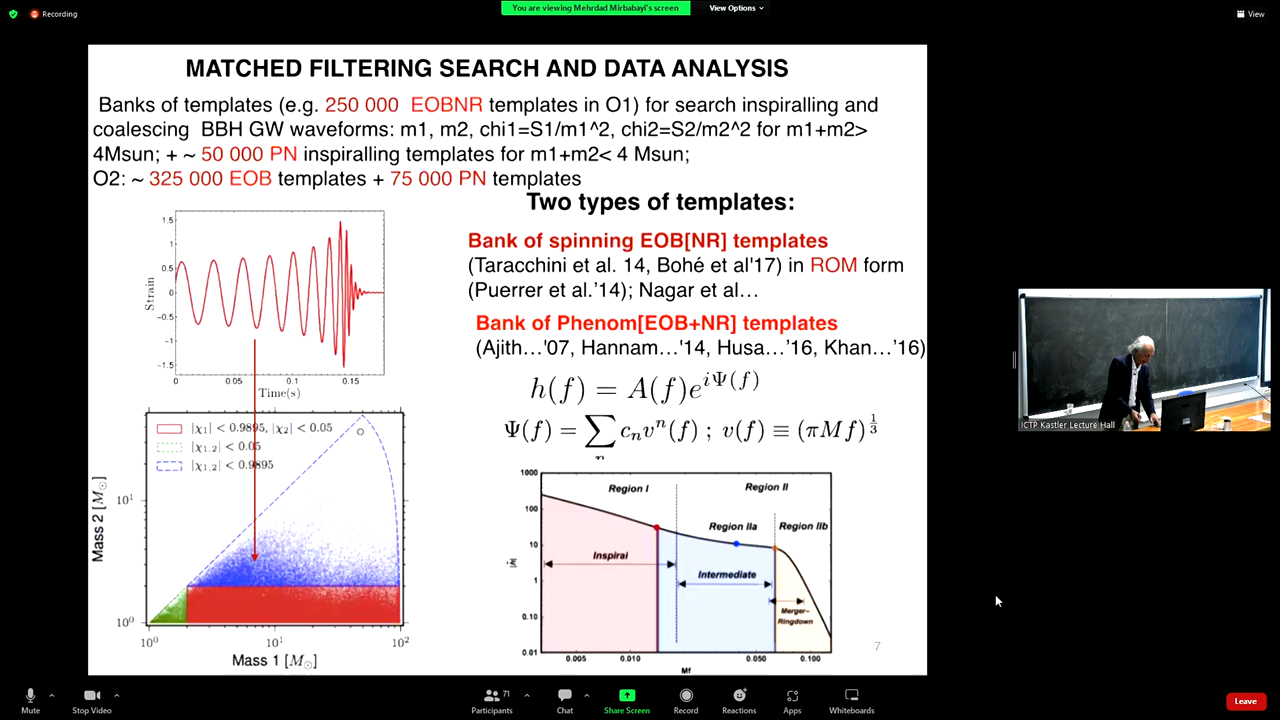 Recording
You are viewing Mehrdad Mirbabayi's screen
View Options
View
MATCHED FILTERING SEARCH AND DATA ANALYSIS
Banks of templates (e.g. 250 000 EOBNR templates in O1) for search inspiralling and
coalescing BBH GW waveforms: m1, m2, chi1=S1/m1^2, chi2=S2/m2^2 for m1+m2>
4Msun; + ~ 50 000 PN inspiralling templates for m1+m2< 4 Msun;
O2: ~ 325 000 EOB templates + 75 000 PN templates
Two types of templates:
Bank of spinning EOB[NR] templates
(Taracchini et al. 14, Bohé et al'17) in ROM form
(Puerrer et al.'14); Nagar et al…
Bank of Phenom[EOB+NR] templates
(Ajith…'07, Hannam…'14, Husa…'16, Khan…'16)
h(f) = A(f)e^{iΨ(f)}
Ψ(f) = ∑ c_n v^n(f) ; v(f) ≡ (πMf)^{1/3}
n
1.5
1
0.5
0
−0.5
−1
−1.5
Strain
0 0.05 0.1 0.15
Time(s)
|χ1| < 0.9895, |χ2| < 0.05
|χ1,2| < 0.05
|χ1,2| < 0.9895
Mass 2 [M⊙]
10^1
10^0
10^0 10^1 10^2
Mass 1 [M⊙]
1000
100
10
1
0.10
0.01
|h|
Region I
Region II
Region IIa
Region IIb
Inspiral
Intermediate
Merger-
Ringdown
0.005 0.010 0.050 0.100
Mf
7
ICTP Kastler Lecture Hall
Mute
Stop Video
71
Participants
Chat
Share Screen
Record
Reactions
Apps
Whiteboards
Leave